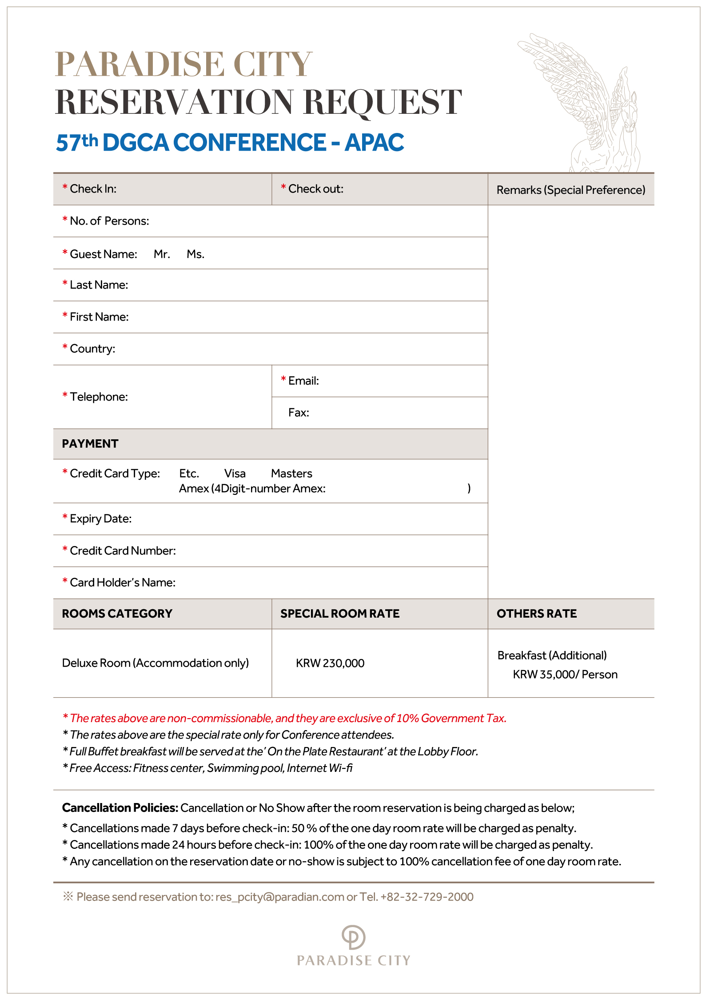 PARADISE CITY
RESERVATION REQUEST
57th DGCA CONFERENCE - APAC
* Check In:
* Check out:
Remarks (Special Preference)
* No. of Persons:
* Guest Name: Mr. Ms.
* Last Name:
* First Name:
* Country:
* Telephone:
* Email:
Fax:
PAYMENT
* Credit Card Type: Etc. Visa Masters
Amex (4Digit-number Amex: )
* Expiry Date:
* Credit Card Number:
* Card Holder's Name:
ROOMS CATEGORY
SPECIAL ROOM RATE
OTHERS RATE
Deluxe Room (Accommodation only)
KRW 230,000
Breakfast (Additional)
KRW 35,000/ Person
* The rates above are non-commissionable, and they are exclusive of 10% Government Tax.
* The rates above are the special rate only for Conference attendees.
* Full Buffet breakfast will be served at the' On the Plate Restaurant' at the Lobby Floor.
* Free Access: Fitness center, Swimming pool, Internet Wi-fi
Cancellation Policies: Cancellation or No Show after the room reservation is being charged as below;
* Cancellations made 7 days before check-in: 50 % of the one day room rate will be charged as penalty.
* Cancellations made 24 hours before check-in: 100% of the one day room rate will be charged as penalty.
* Any cancellation on the reservation date or no-show is subject to 100% cancellation fee of one day room rate.
※ Please send reservation to: res_pcity@paradian.com or Tel. +82-32-729-2000
PARADISE CITY